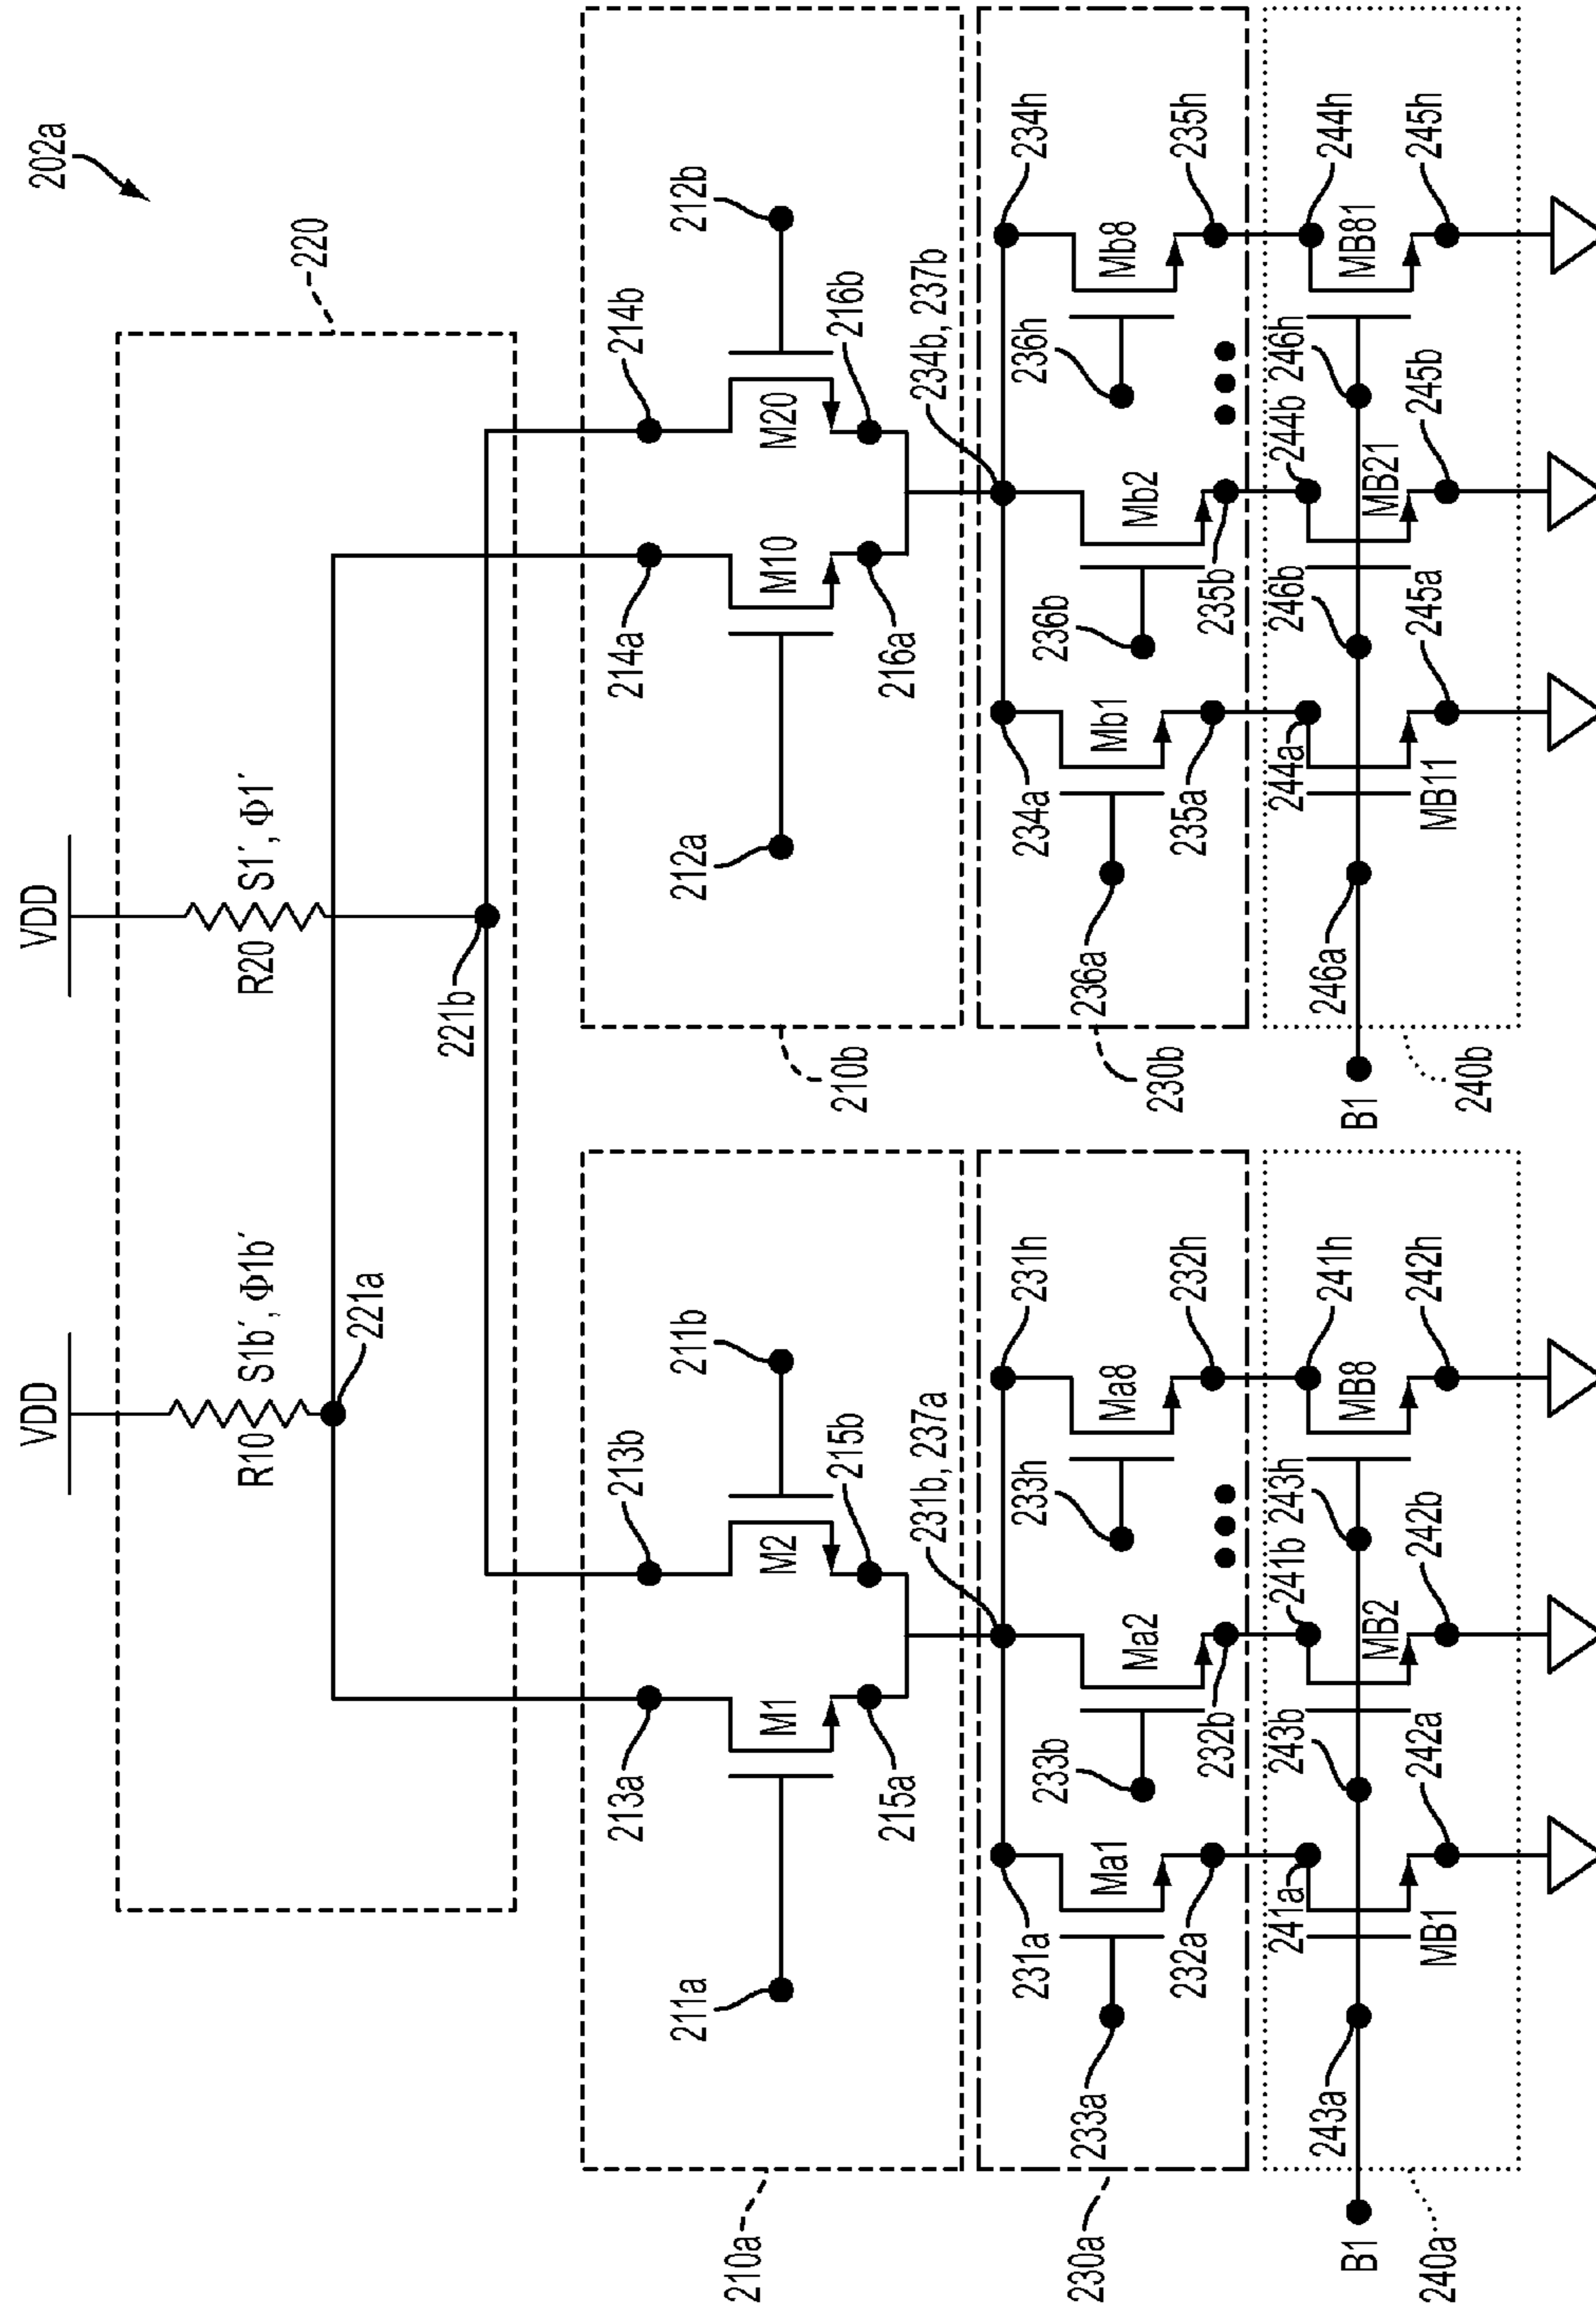 202a
VDD
VDD
220
R10
S1b´, Φ1b´
R20
S1´, Φ1´
221a
221b
213a
213b
214a
214b
211a
M1
M2
211b
212a
M10
M20
212b
215a
215b
216a
216b
210a
210b
231b, 237a
234b, 237b
231a
231h
234a
234h
233a
Ma1
233b
Ma2
233h
Ma8
236a
Mb1
236b
Mb2
236h
Mb8
232a
232b
232h
235a
235b
235h
230a
230b
241a
243b
241b
243h
241h
244a
246b
244b
246h
244h
243a
MB2
MB8
246a
MB21
MB81
B1
B1
MB1
242a
242b
242h
MB11
245a
245b
245h
240a
240b